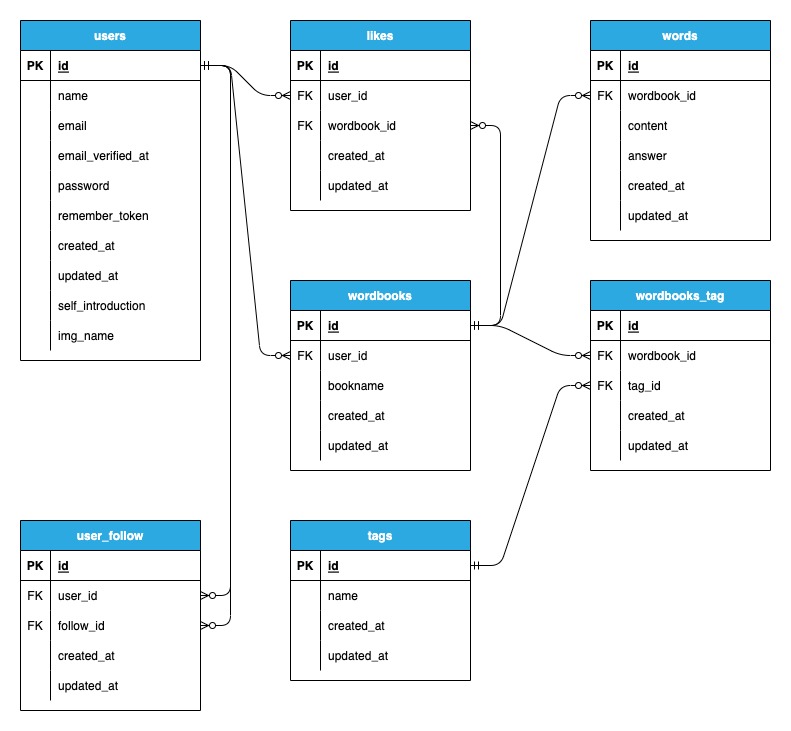 users
PK id
name
email
email_verified_at
password
remember_token
created_at
updated_at
self_introduction
img_name
likes
PK id
FK user_id
FK wordbook_id
created_at
updated_at
words
PK id
FK wordbook_id
content
answer
created_at
updated_at
wordbooks
PK id
FK user_id
bookname
created_at
updated_at
wordbooks_tag
PK id
FK wordbook_id
FK tag_id
created_at
updated_at
user_follow
PK id
FK user_id
FK follow_id
created_at
updated_at
tags
PK id
name
created_at
updated_at